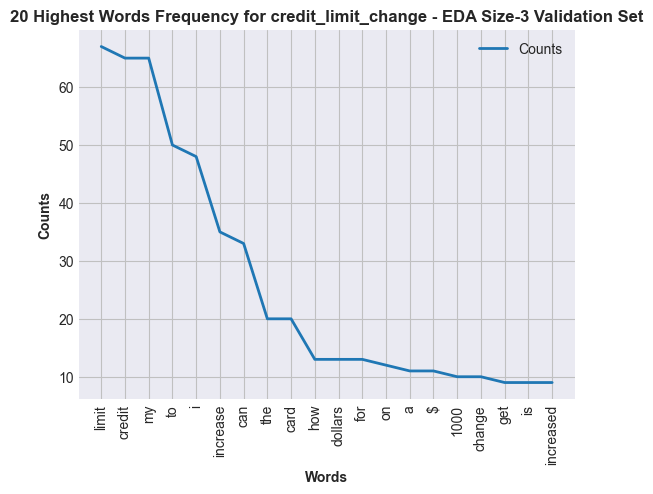 20 Highest Words Frequency for credit_limit_change - EDA Size-3 Validation Set
Counts
60
50
40
30
20
10
Counts
limit
credit
my
to
i
increase
can
the
card
how
dollars
for
on
a
$
1000
change
get
is
increased
Words